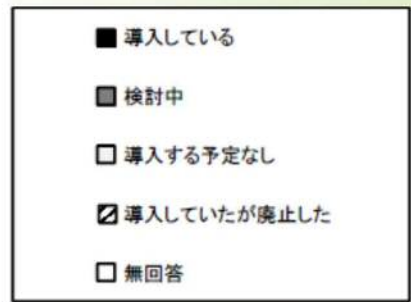 導入している
検討中
導入する予定なし
導入していたが廃止した
無回答